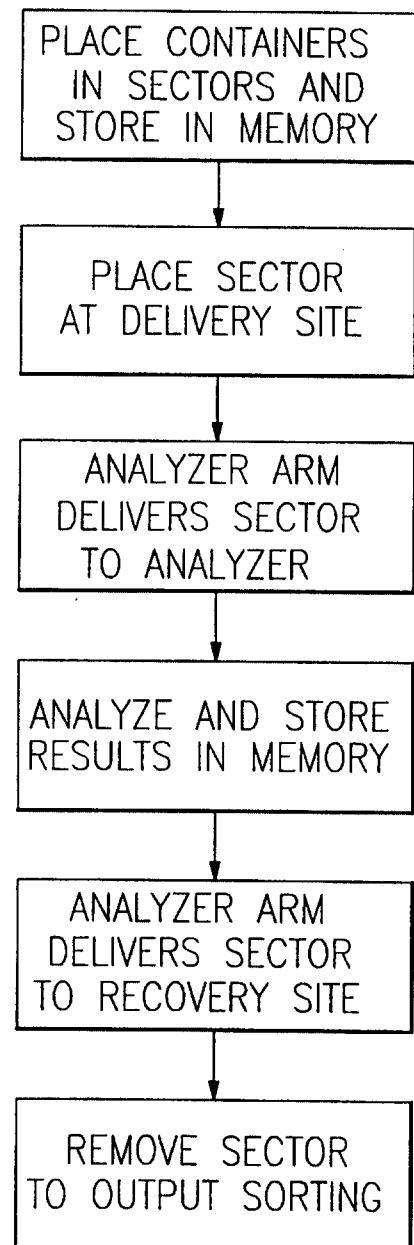 PLACE CONTAINERS
IN SECTORS AND
STORE IN MEMORY
PLACE SECTOR
AT DELIVERY SITE
ANALYZER ARM
DELIVERS SECTOR
TO ANALYZER
ANALYZE AND STORE
RESULTS IN MEMORY
ANALYZER ARM
DELIVERS SECTOR
TO RECOVERY SITE
REMOVE SECTOR
TO OUTPUT SORTING